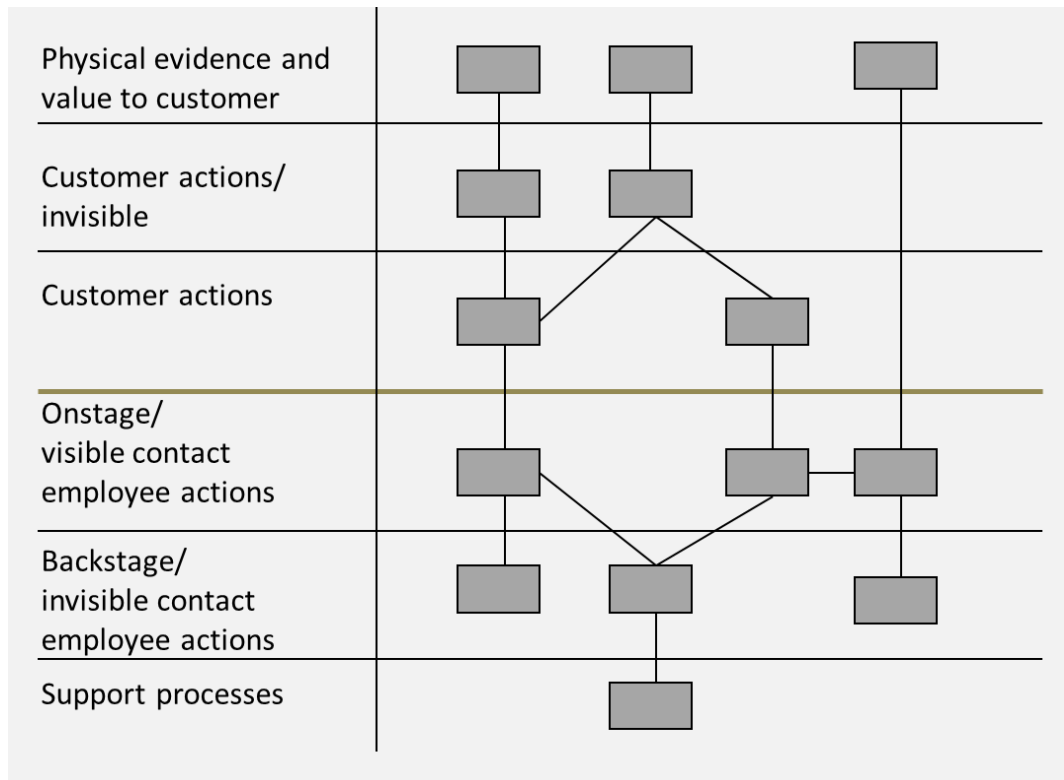 Physical evidence and
value to customer
Customer actions/
invisible
Customer actions
Onstage/
visible contact
employee actions
Backstage/
invisible contact
employee actions
Support processes